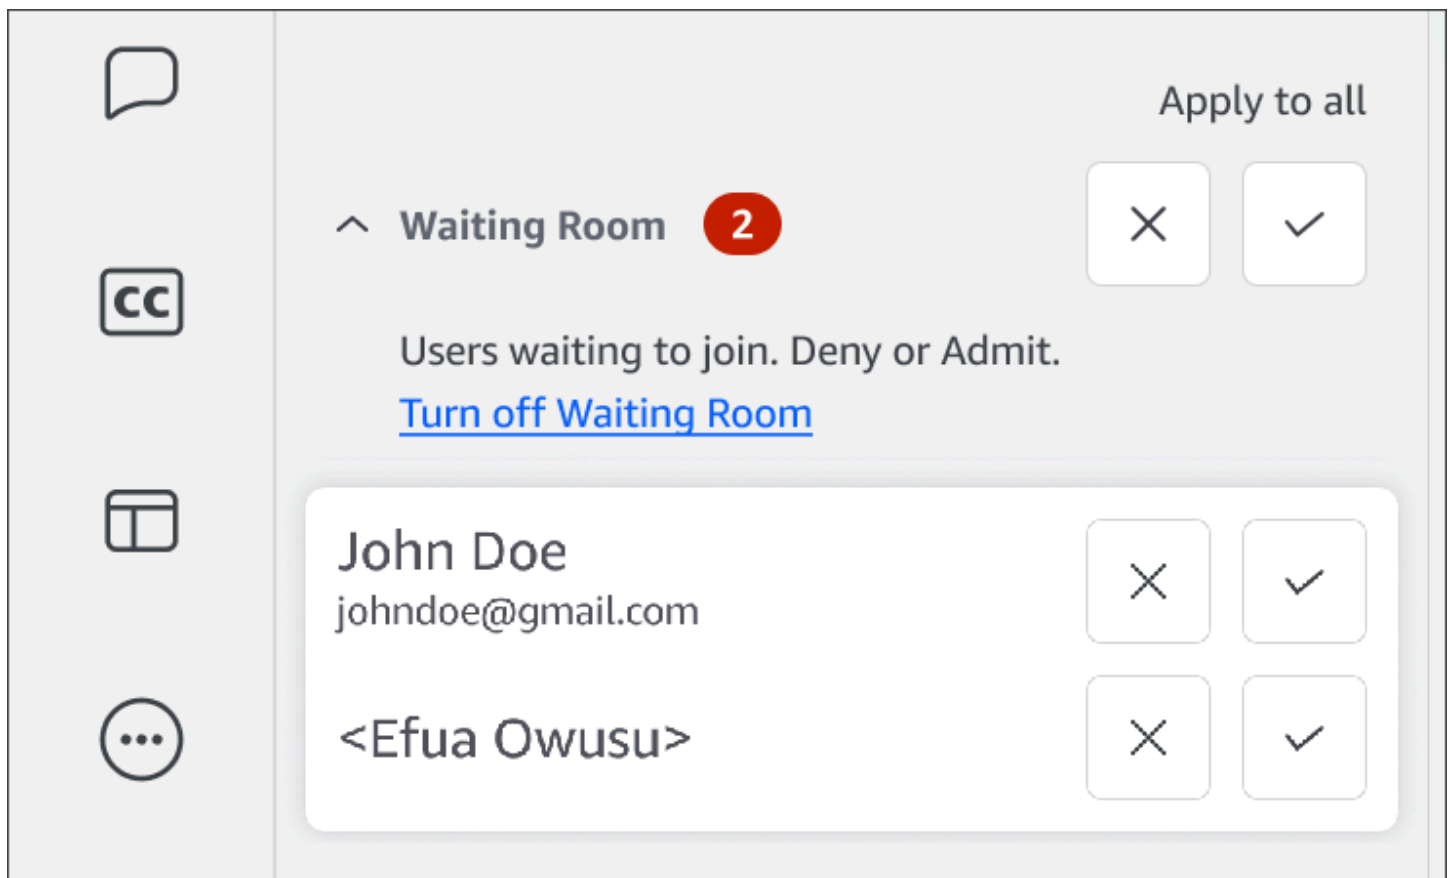 Apply to all
Waiting Room 2
Users waiting to join. Deny or Admit.
Turn off Waiting Room
John Doe
johndoe@gmail.com
<Efua Owusu>
CC